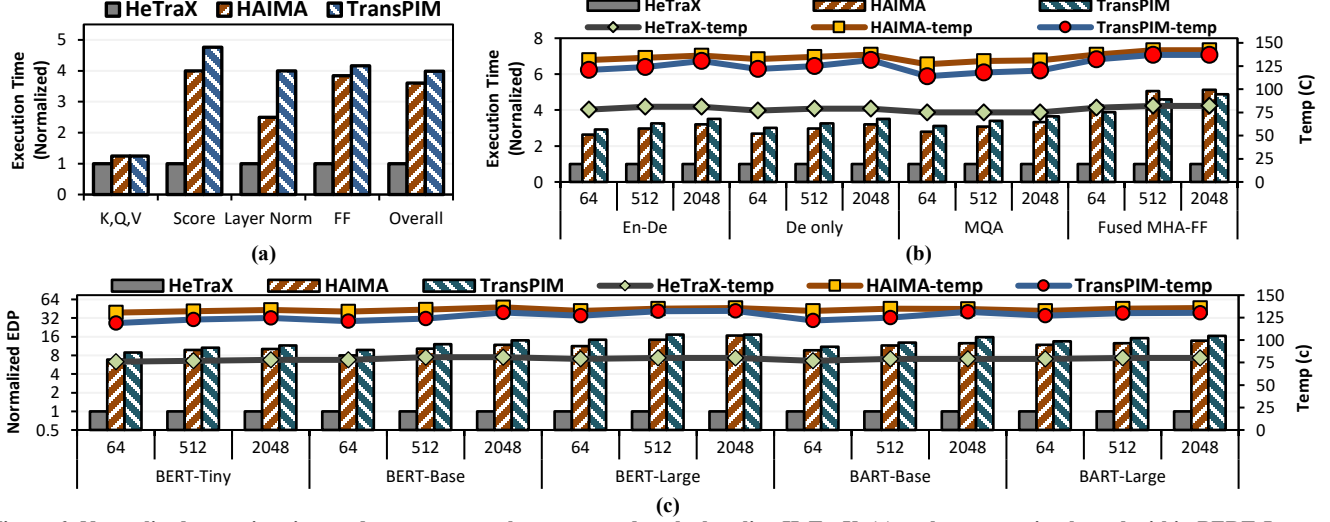 HeTraX HAIMA TransPIM
Execution Time
(Normalized)
5
4
3
2
1
0
K,Q,V Score Layer Norm FF Overall
(a)
HeTraX HAIMA TransPIM
HeTraX-temp HAIMA-temp TransPIM-temp
Execution Time
(Normalized)
8
6
4
2
0
150
125
100
75
50
25
0
Temp (C)
64 512 2048 64 512 2048 64 512 2048 64 512 2048
En-De De only MQA Fused MHA-FF
(b)
HeTraX HAIMA TransPIM HeTraX-temp HAIMA-temp TransPIM-temp
Normalized EDP
64
32
16
8
4
2
1
0.5
150
125
100
75
50
25
0
Temp (c)
64 512 2048 64 512 2048 64 512 2048 64 512 2048 64 512 2048
BERT-Tiny BERT-Base BERT-Large BART-Base BART-Large
(c)